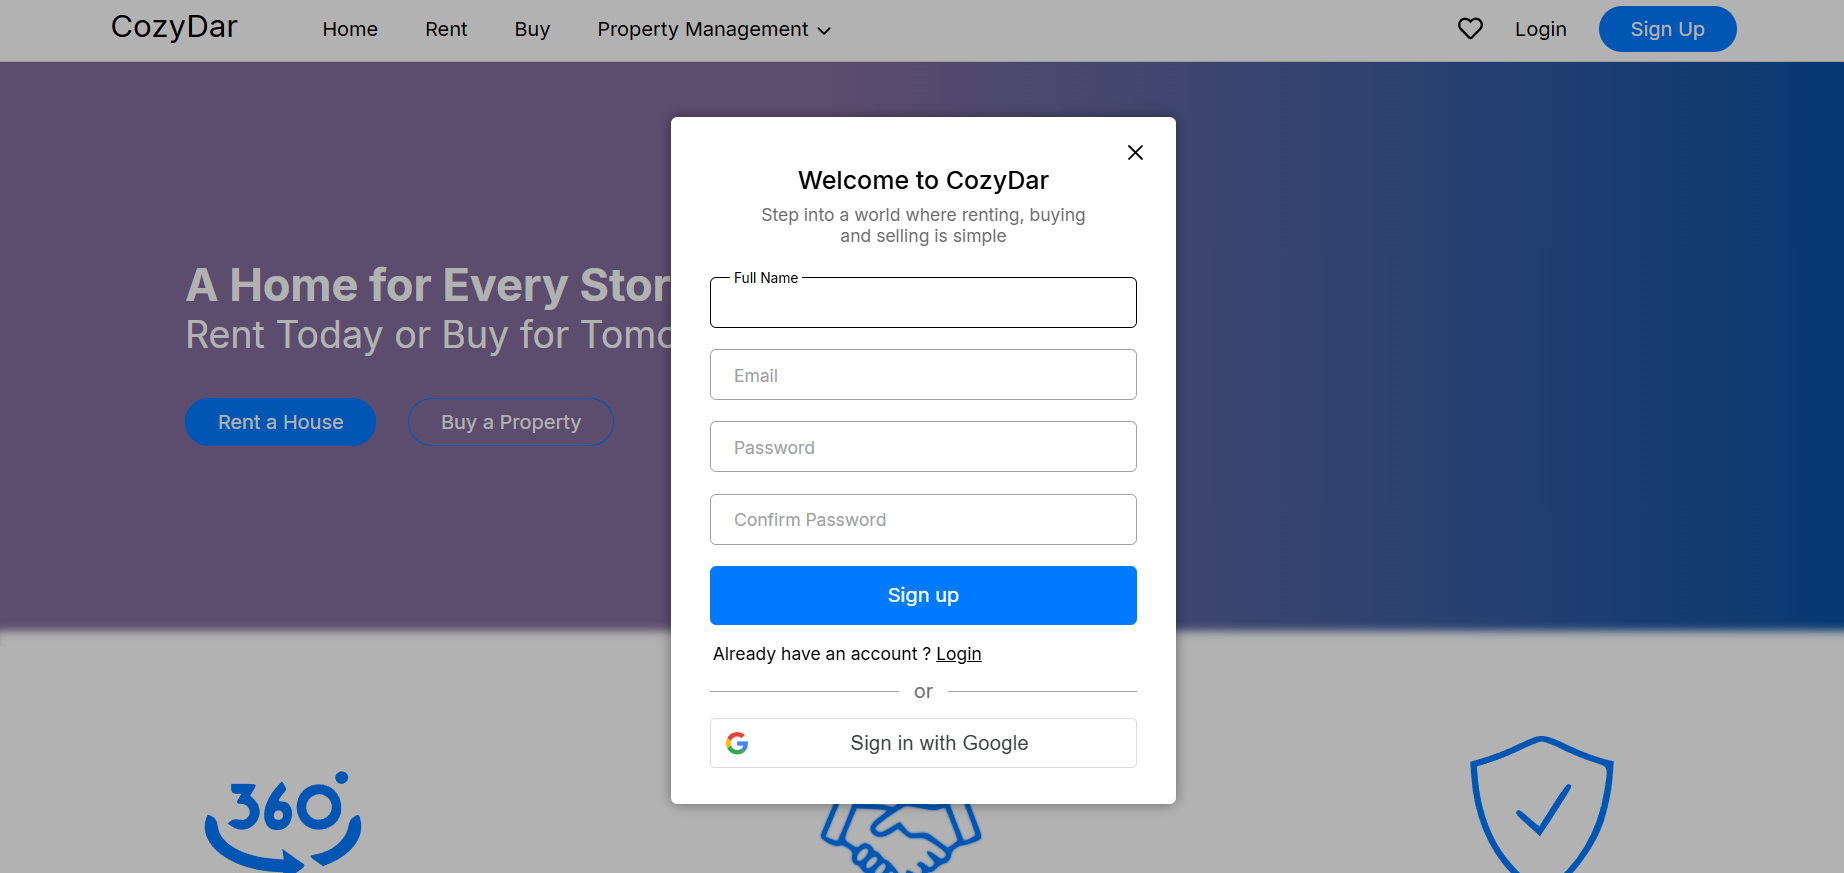 CozyDar
Home
Rent
Buy
Property Management
Login
Sign Up
A Home for Every Stor
Rent Today or Buy for Tomo
Rent a House
Buy a Property
Welcome to CozyDar
Step into a world where renting, buying
and selling is simple
Full Name
Email
Password
Confirm Password
Sign up
Already have an account ? Login
or
Sign in with Google
360